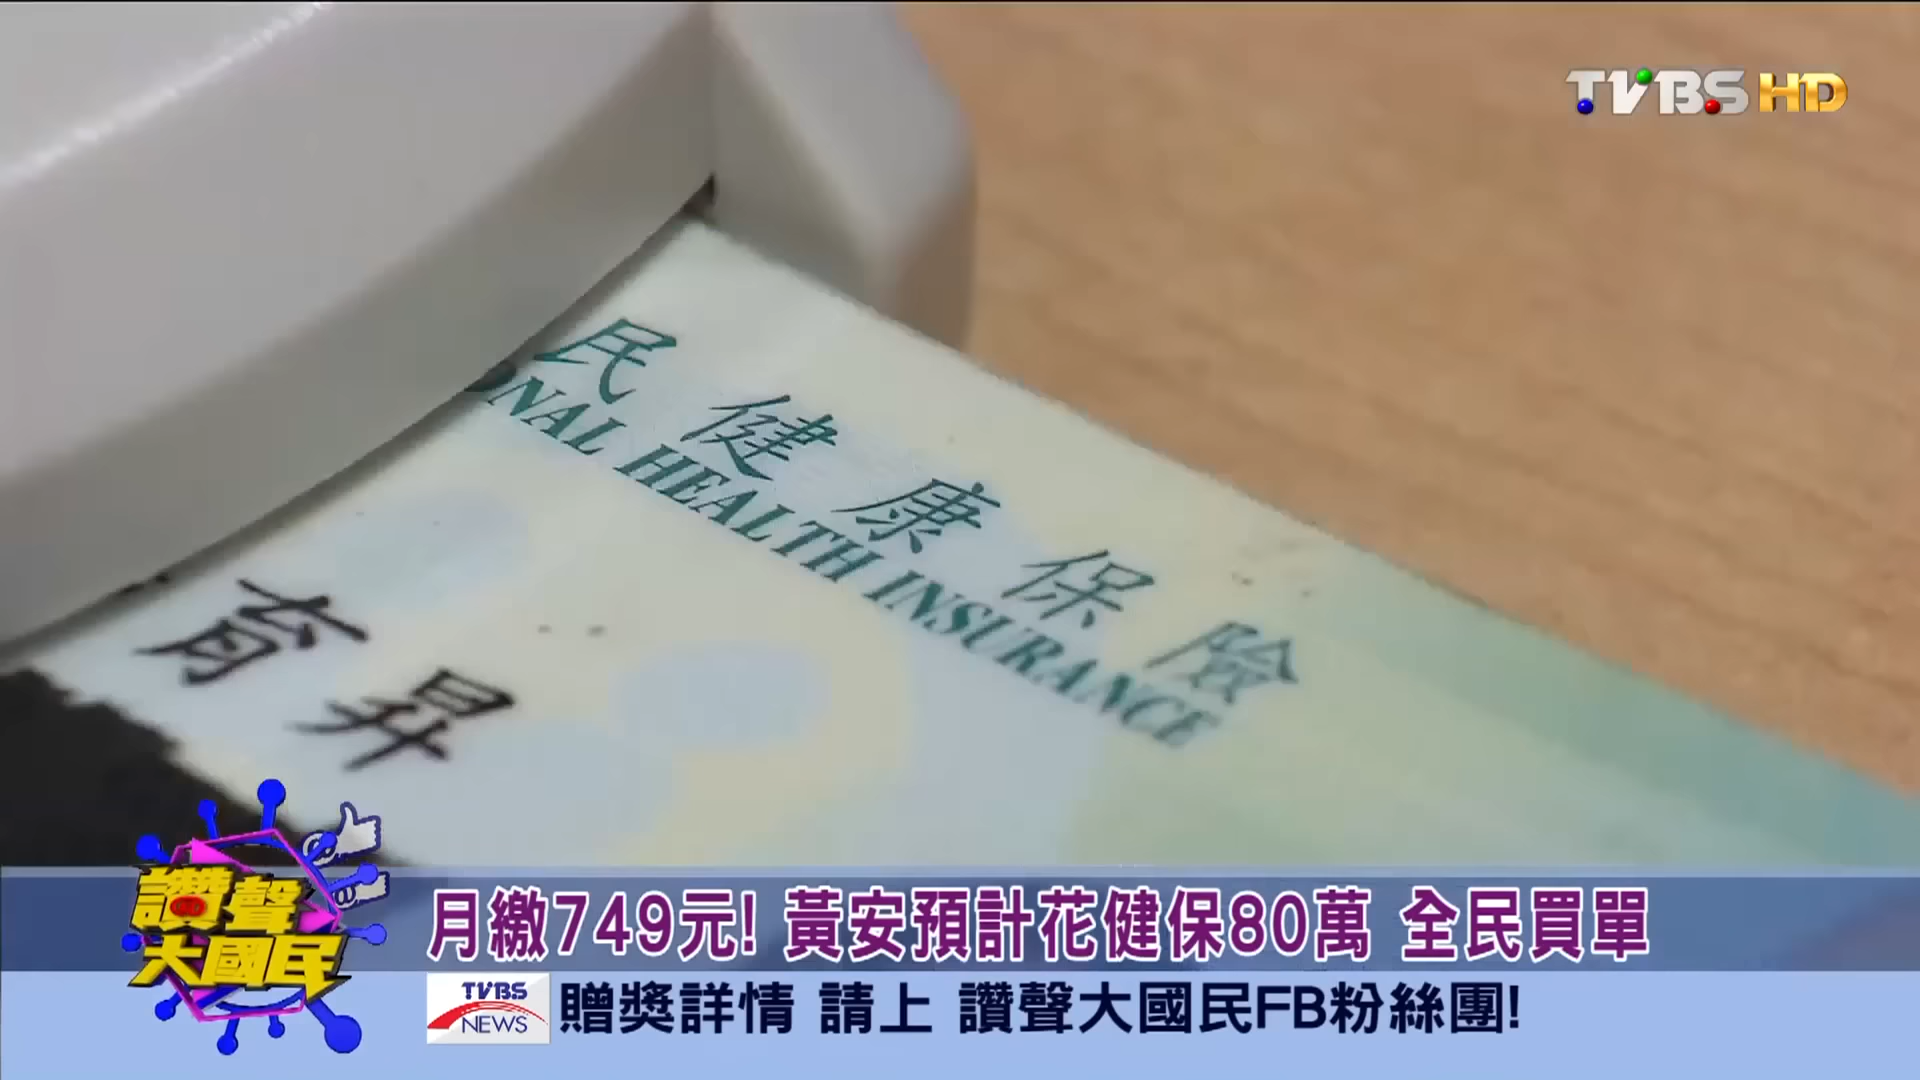 TVBS HD
民健康保險
ONAL HEALTH INSURANCE
育昇
讚聲
大國民
月繳749元! 黃安預計花健保80萬 全民買單
TVBS
NEWS
贈獎詳情 請上 讚聲大國民FB粉絲團!